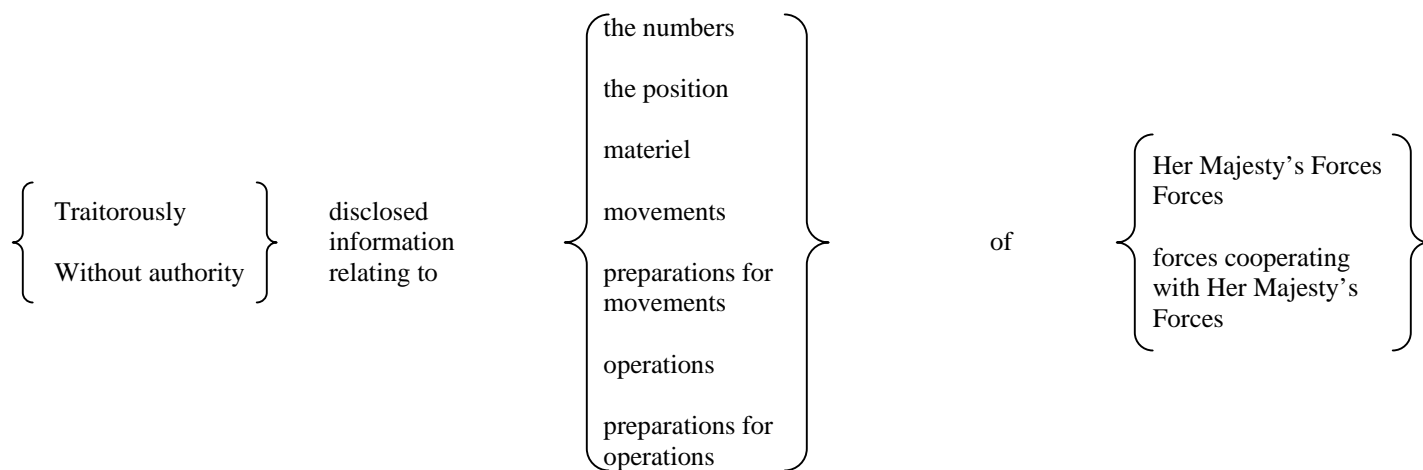 Traitorously
Without authority
disclosed
information
relating to
the numbers
the position
materiel
movements
preparations for
movements
operations
preparations for
operations
of
Her Majesty’s Forces
Forces
forces cooperating
with Her Majesty’s
Forces